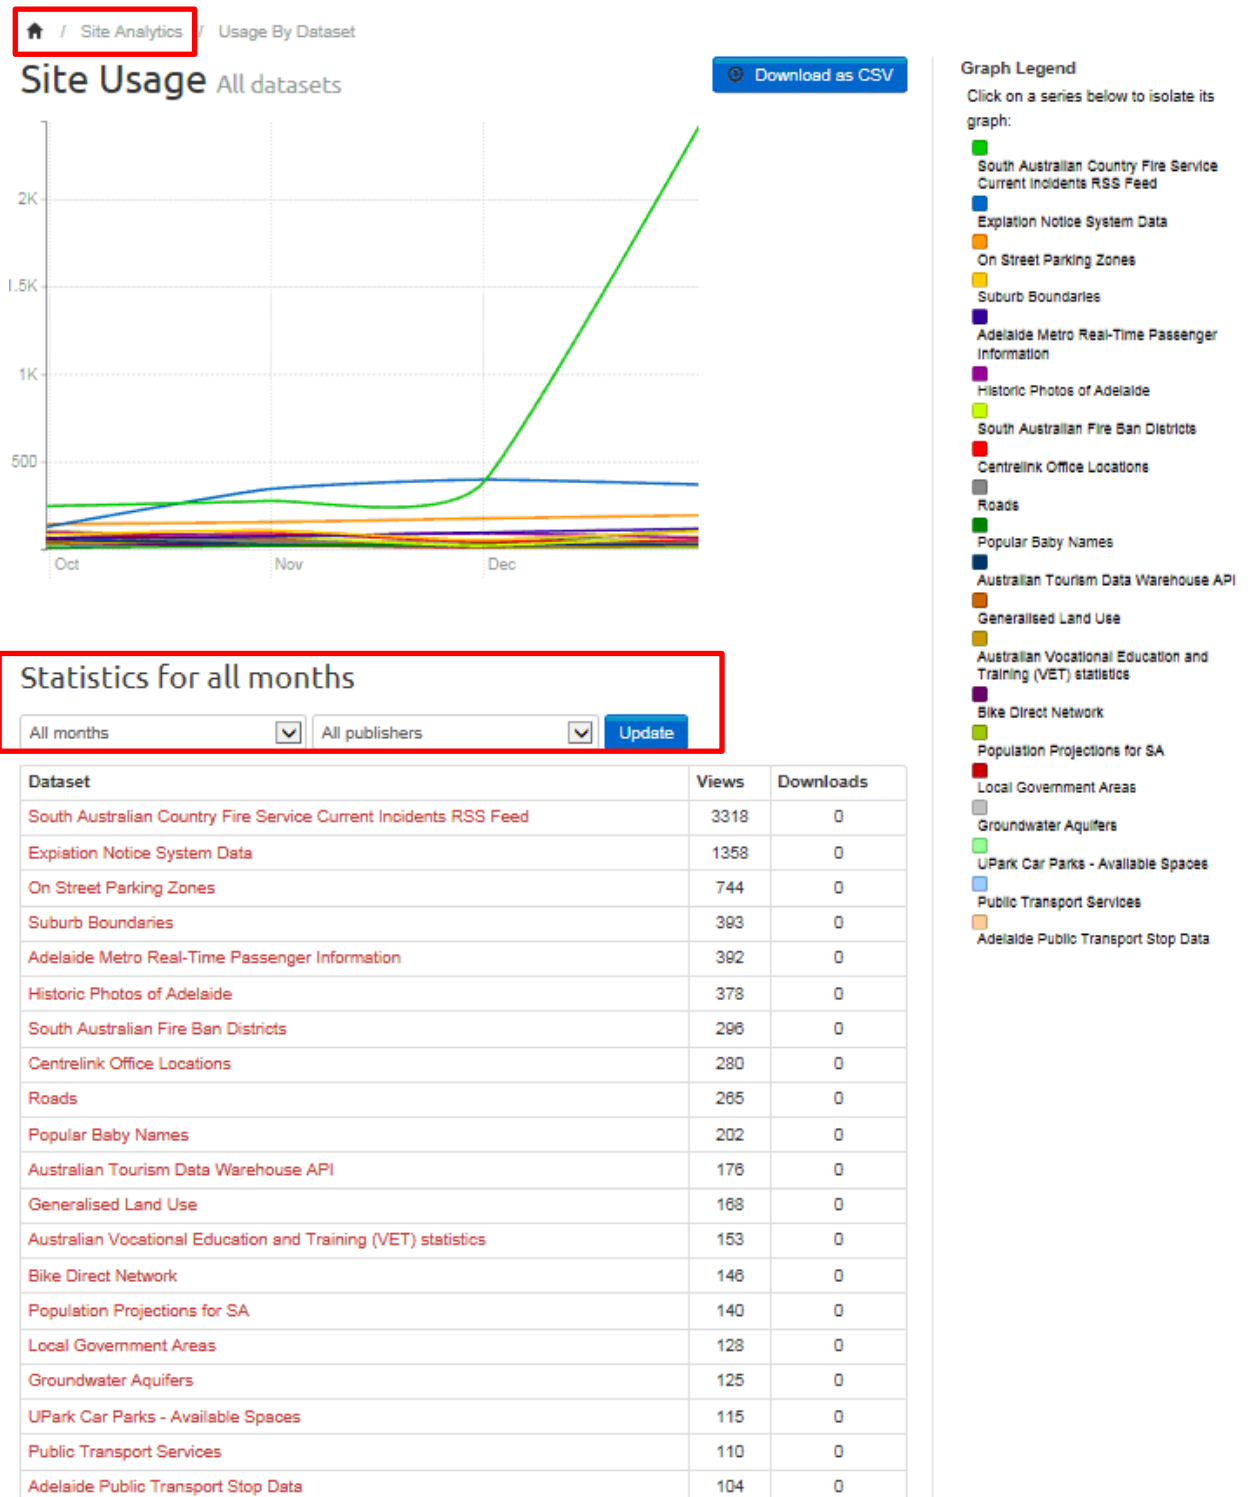 / Site Analytics / Usage By Dataset
Site Usage All datasets
Download as CSV
2K
1.5K
1K
500
Oct Nov Dec
Graph Legend
Click on a series below to isolate its
graph:
South Australian Country Fire Service
Current Incidents RSS Feed
Expiation Notice System Data
On Street Parking Zones
Suburb Boundaries
Adelaide Metro Real-Time Passenger
Information
Historic Photos of Adelaide
South Australian Fire Ban Districts
Centrelink Office Locations
Roads
Popular Baby Names
Australian Tourism Data Warehouse API
Generalised Land Use
Australian Vocational Education and
Training (VET) statistics
Bike Direct Network
Population Projections for SA
Local Government Areas
Groundwater Aquifers
UPark Car Parks - Available Spaces
Public Transport Services
Adelaide Public Transport Stop Data
Statistics for all months
All months All publishers Update
Dataset Views Downloads
South Australian Country Fire Service Current Incidents RSS Feed 3318 0
Expiation Notice System Data 1358 0
On Street Parking Zones 744 0
Suburb Boundaries 393 0
Adelaide Metro Real-Time Passenger Information 392 0
Historic Photos of Adelaide 378 0
South Australian Fire Ban Districts 296 0
Centrelink Office Locations 280 0
Roads 265 0
Popular Baby Names 202 0
Australian Tourism Data Warehouse API 176 0
Generalised Land Use 168 0
Australian Vocational Education and Training (VET) statistics 153 0
Bike Direct Network 146 0
Population Projections for SA 140 0
Local Government Areas 128 0
Groundwater Aquifers 125 0
UPark Car Parks - Available Spaces 115 0
Public Transport Services 110 0
Adelaide Public Transport Stop Data 104 0